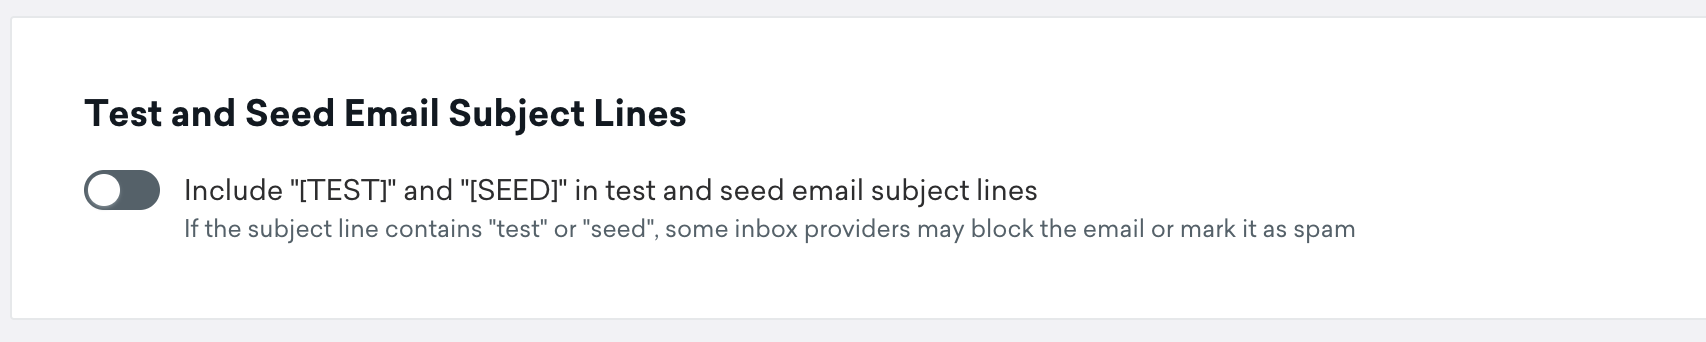 Test and Seed Email Subject Lines
Include "[TEST]" and "[SEED]" in test and seed email subject lines
If the subject line contains "test" or "seed", some inbox providers may block the email or mark it as spam